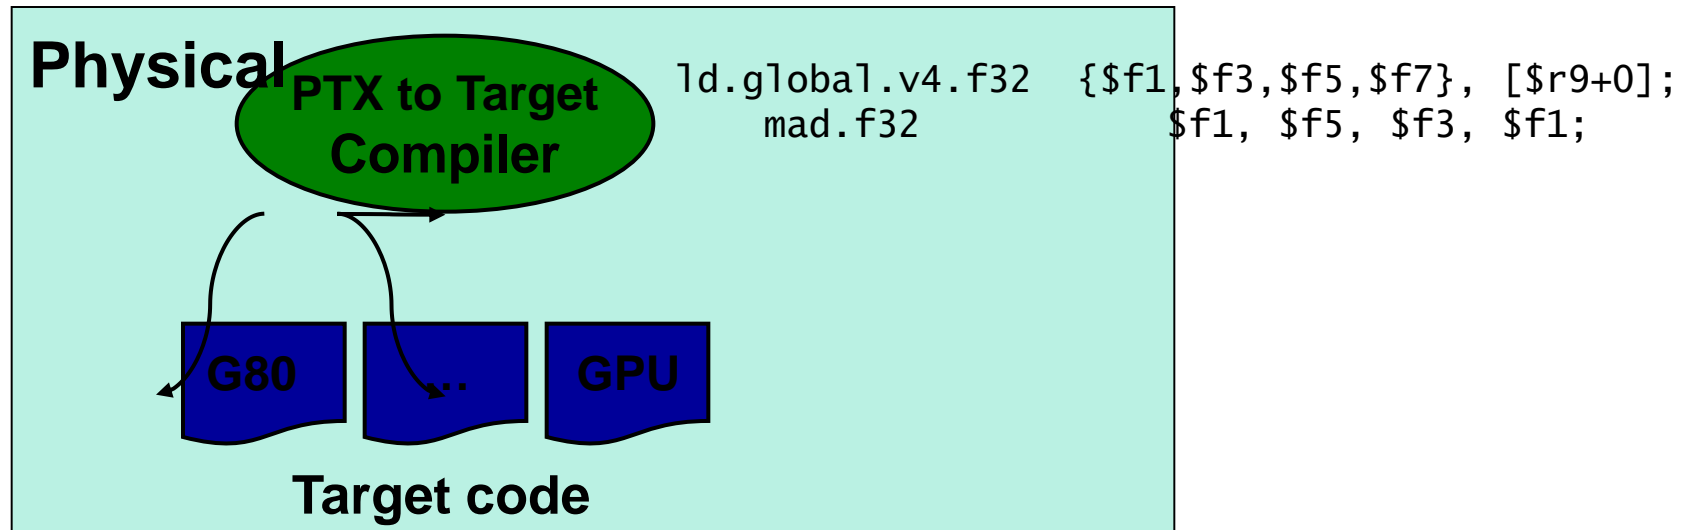 Physical
PTX to Target
Compiler
ld.global.v4.f32  {$f1,$f3,$f5,$f7}, [$r9+0];
mad.f32           $f1, $f5, $f3, $f1;
G80
…
GPU
Target code